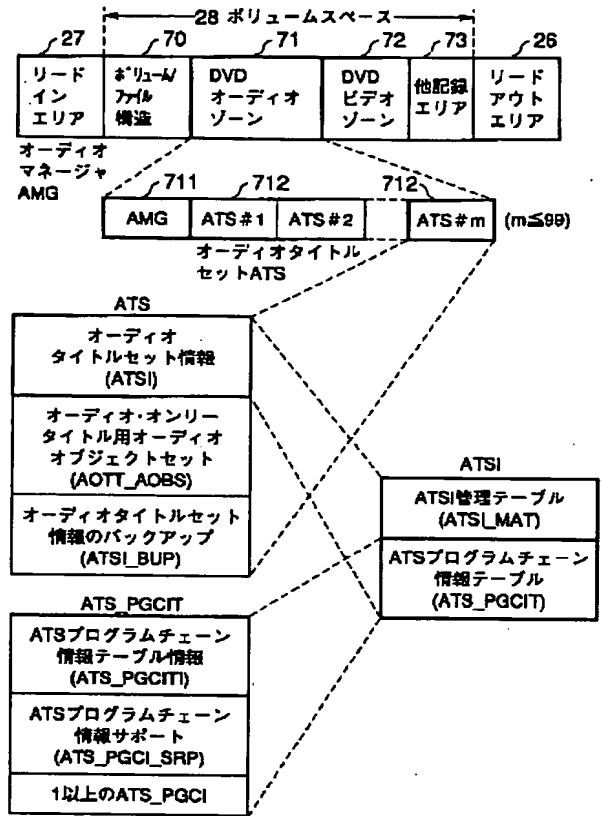 28 ボリュームスペース
27
70
71
72
73
26
リード
イン
エリア
ボリューム/
ファイル
構造
DVD
オーディオ
ゾーン
DVD
ビデオ
ゾーン
他記録
エリア
リード
アウト
エリア
オーディオ
マネージャ
AMG
711
712
712
AMG
ATS#1
ATS#2
ATS#m
(m≦99)
オーディオタイトル
セットATS
ATS
オーディオ
タイトルセット情報
(ATSI)
オーディオ・オンリー
タイトル用オーディオ
オブジェクトセット
(AOTT_AOBS)
オーディオタイトルセット
情報のバックアップ
(ATSI_BUP)
ATSI
ATSI管理テーブル
(ATSI_MAT)
ATSプログラムチェーン
情報テーブル
(ATS_PGCIT)
ATS_PGCIT
ATSプログラムチェーン
情報テーブル情報
(ATS_PGCITI)
ATSプログラムチェーン
情報サポート
(ATS_PGCI_SRP)
1以上のATS_PGCI